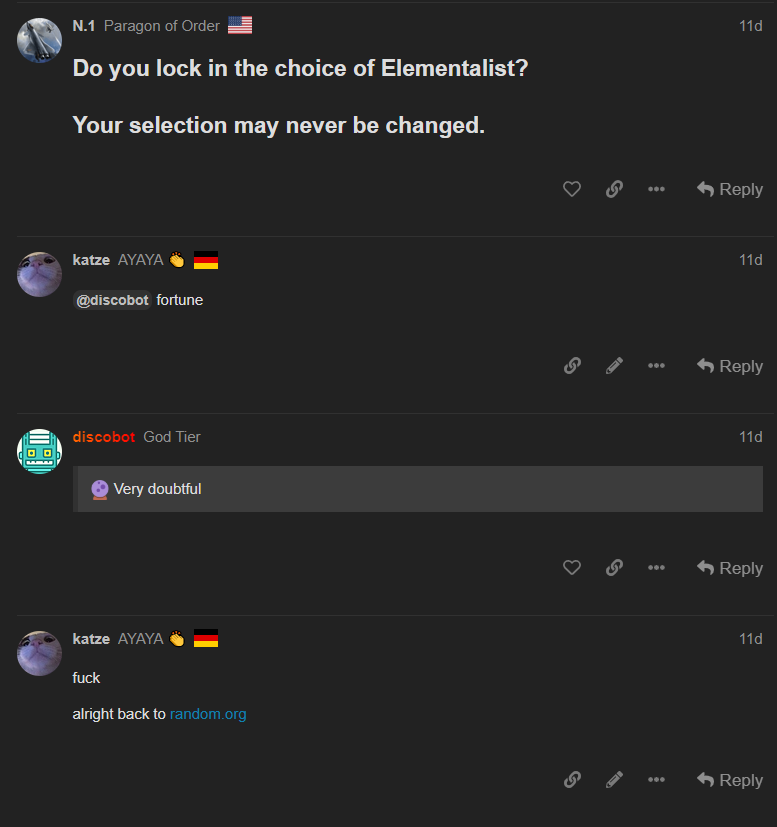 N.1 Paragon of Order 11d
Do you lock in the choice of Elementalist?
Your selection may never be changed.
Reply
katze AYAYA 11d
@discobot fortune
Reply
discobot God Tier 11d
Very doubtful
Reply
katze AYAYA 11d
fuck
alright back to random.org
Reply